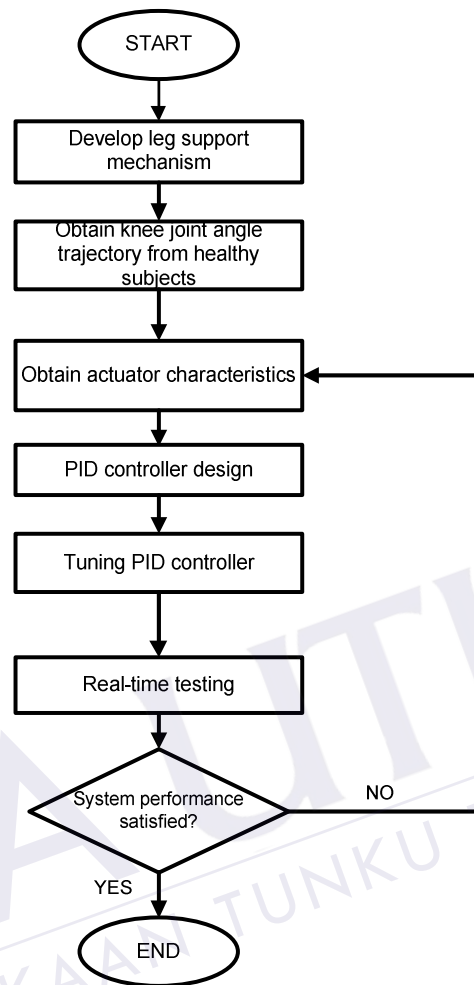 START
Develop leg support
mechanism
Obtain knee joint angle
trajectory from healthy
subjects
Obtain actuator characteristics
PID controller design
Tuning PID controller
Real-time testing
System performance
satisfied?
NO
YES
END
TUNKU